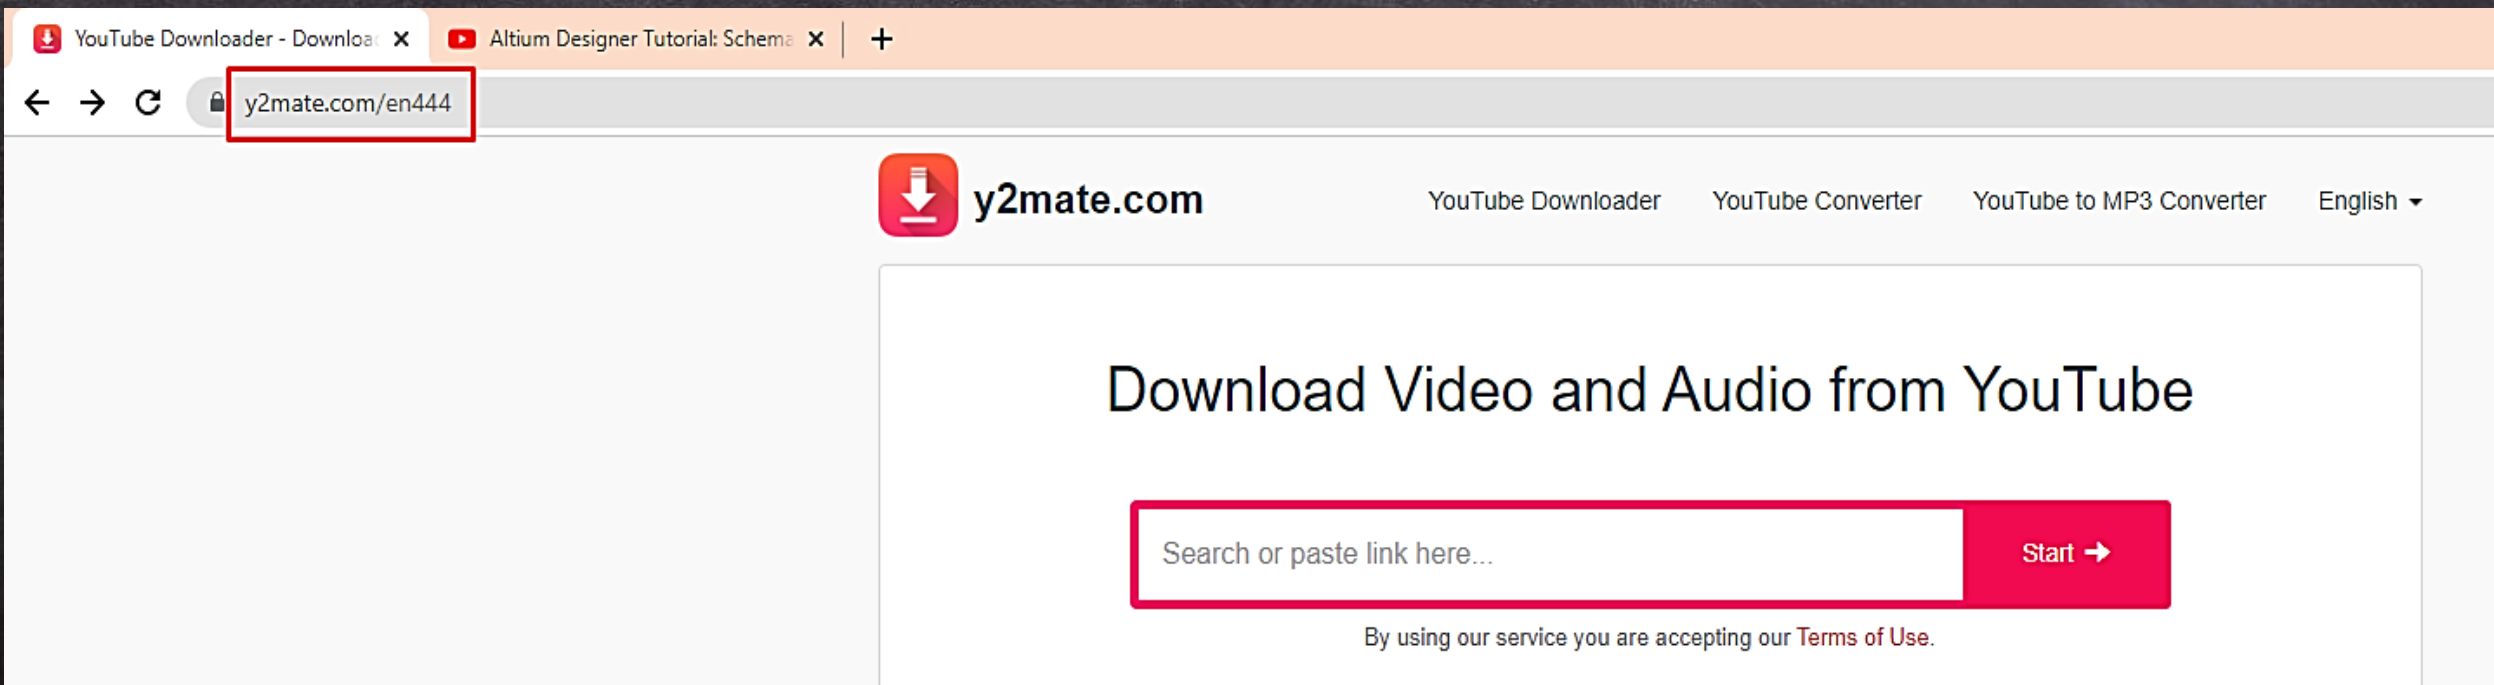 YouTube Downloader - Downloa
Altium Designer Tutorial: Schema
y2mate.com/en444
y2mate.com
YouTube Downloader
YouTube Converter
YouTube to MP3 Converter
English
Download Video and Audio from YouTube
Search or paste link here...
Start
By using our service you are accepting our Terms of Use.